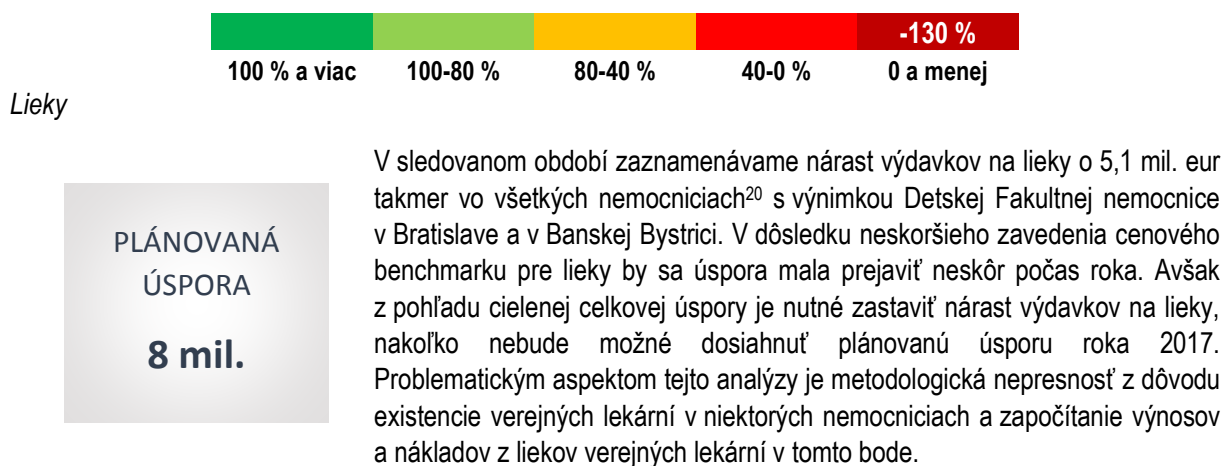 -130 %
100 % a viac 100-80 % 80-40 % 40-0 % 0 a menej
Lieky
PLÁNOVANÁ
ÚSPORA
8 mil.
V sledovanom období zaznamenávame nárast výdavkov na lieky o 5,1 mil. eur
takmer vo všetkých nemocniciach20 s výnimkou Detskej Fakultnej nemocnice
v Bratislave a v Banskej Bystrici. V dôsledku neskoršieho zavedenia cenového
benchmarku pre lieky by sa úspora mala prejaviť neskôr počas roka. Avšak
z pohľadu cielenej celkovej úspory je nutné zastaviť nárast výdavkov na lieky,
nakoľko nebude možné dosiahnuť plánovanú úsporu roka 2017.
Problematickým aspektom tejto analýzy je metodologická nepresnosť z dôvodu
existencie verejných lekární v niektorých nemocniciach a započítanie výnosov
a nákladov z liekov verejných lekární v tomto bode.